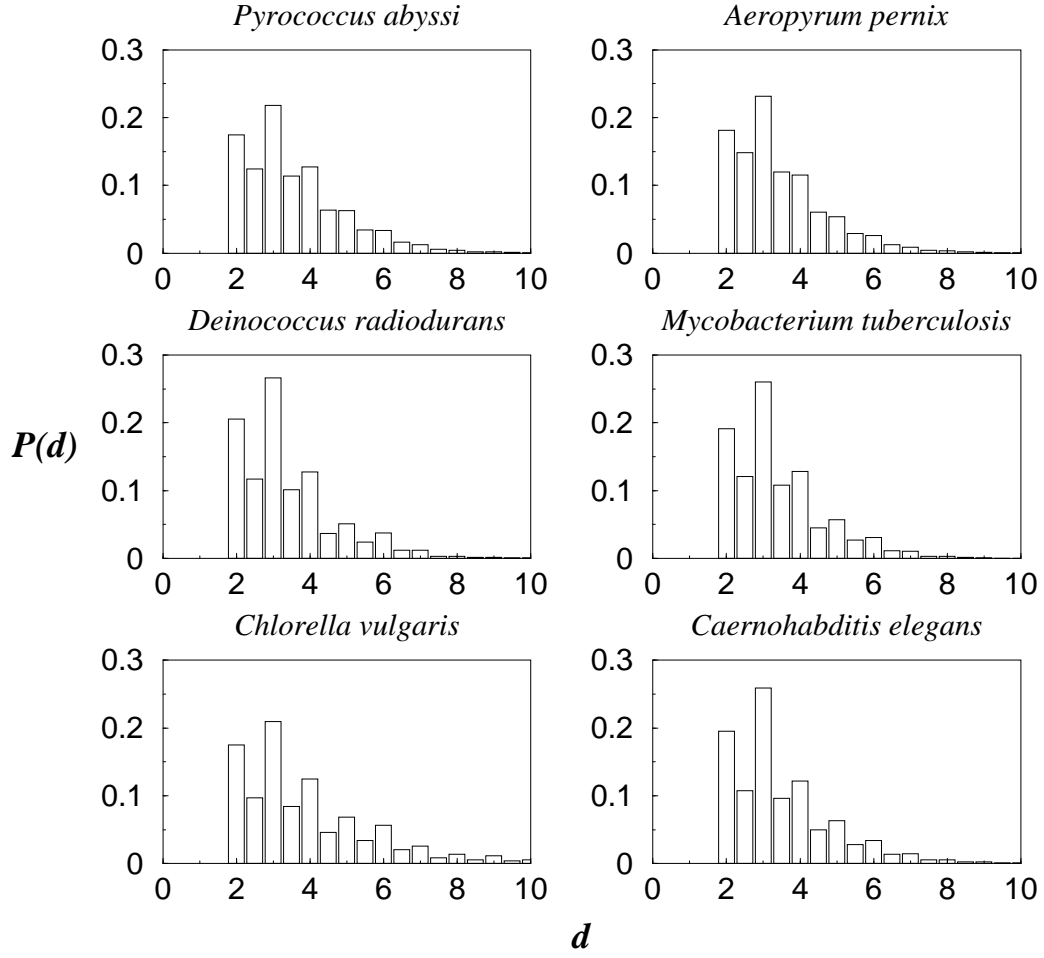 Pyrococcus abyssi Aeropyrum pernix
0.3 0.3
0.2 0.2
0.1 0.1
0 0
0 2 4 6 8 10 0 2 4 6 8 10
Deinococcus radiodurans Mycobacterium tuberculosis
0.3 0.3
0.2 0.2
P(d)
0.1 0.1
0 0
0 2 4 6 8 10 0 2 4 6 8 10
Chlorella vulgaris Caernohabditis elegans
0.3 0.3
0.2 0.2
0.1 0.1
0 0
0 2 4 6 8 10 0 2 4 6 8 10
d